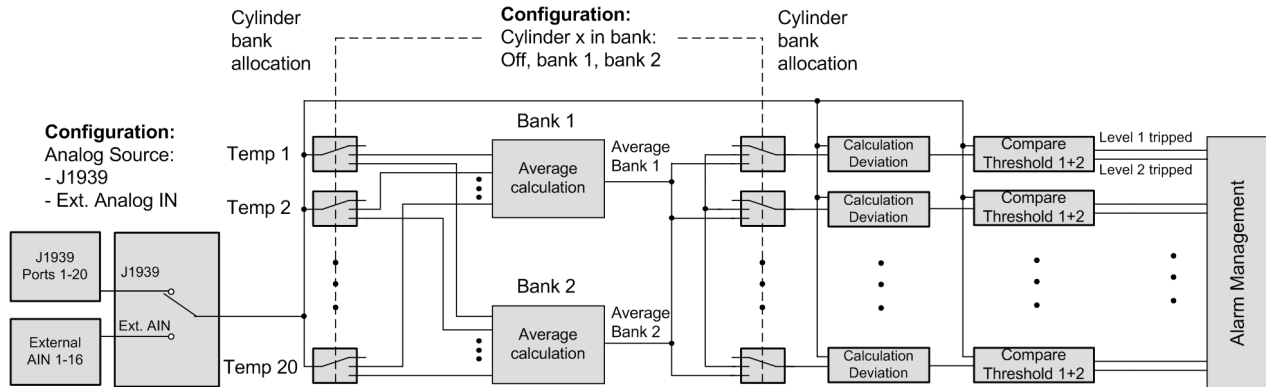 Configuration:
Cylinder x in bank:
Off, bank 1, bank 2
Cylinder
bank
allocation
Cylinder
bank
allocation
Configuration:
Analog Source:
- J1939
- Ext. Analog IN
J1939
Ports 1-20
External
AIN 1-16
J1939
Ext. AIN
Temp 1
Temp 2
Temp 20
Bank 1
Average
calculation
Average
Bank 1
Bank 2
Average
calculation
Average
Bank 2
Calculation
Deviation
Compare
Threshold 1+2
Level 1 tripped
Level 2 tripped
Calculation
Deviation
Compare
Threshold 1+2
Calculation
Deviation
Compare
Threshold 1+2
Alarm Management